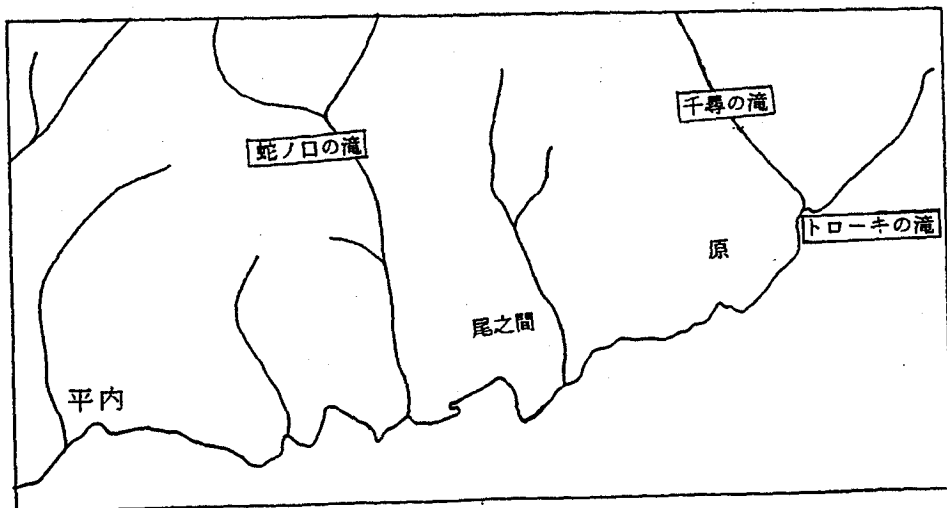 千尋の滝
蛇ノ口の滝
トローキの滝
原
尾之間
平内